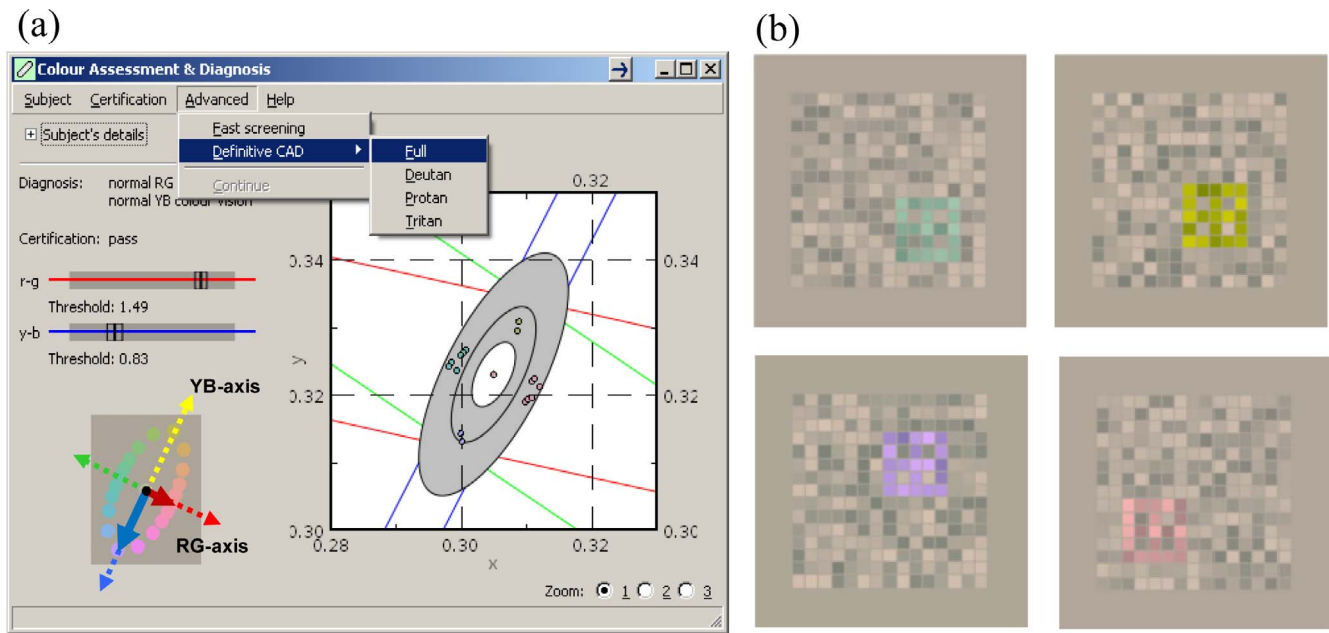 (a)
Colour Assessment & Diagnosis
Subject Certification Advanced Help
Subject's details
Fast screening
Definitive CAD
Continue
Full
Deutan
Protan
Tritan
Diagnosis: normal RG
normal YB colour vision
Certification: pass
r-g
Threshold: 1.49
y-b
Threshold: 0.83
YB-axis
RG-axis
0.32
0.34 0.34
y
0.32 0.32
0.30 0.30
0.28 0.30 0.32
x
Zoom: 1 2 3
(b)